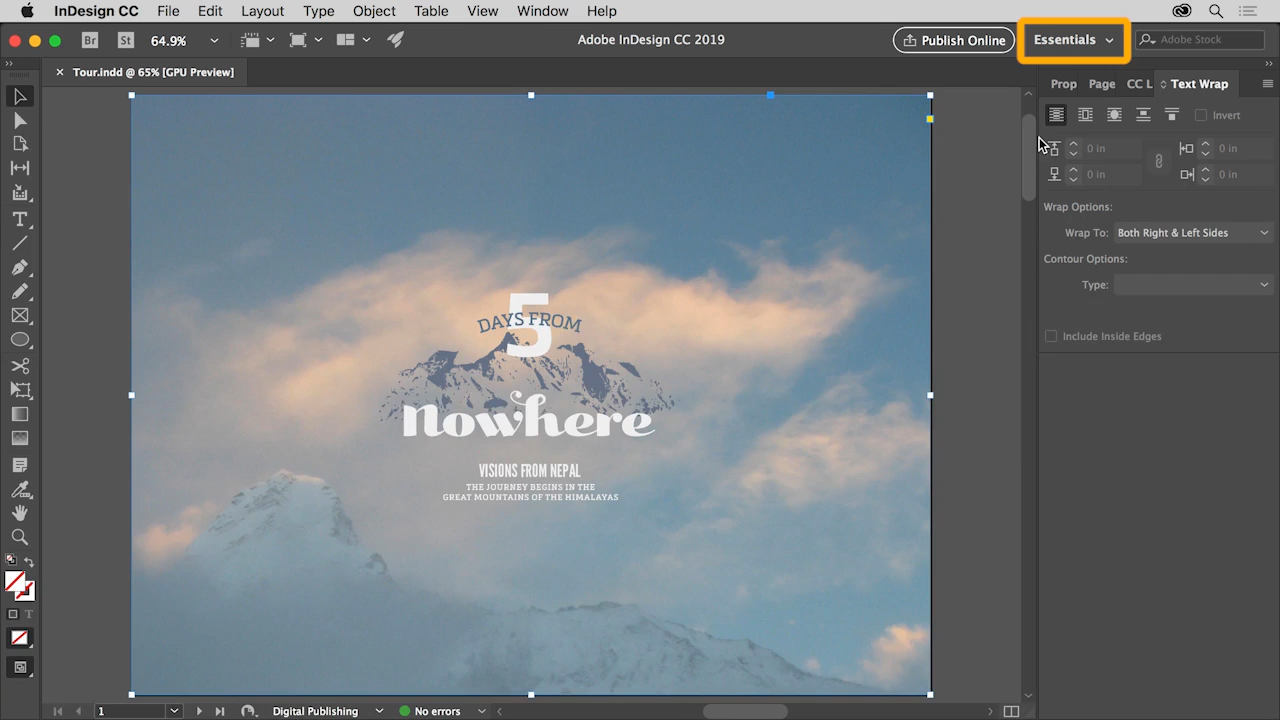 InDesign CC File Edit Layout Type Object Table View Window Help
Br St 64.9% Adobe InDesign CC 2019 Publish Online Essentials Adobe Stock
Tour.indd @ 65% [GPU Preview]
Prop Page CC L Text Wrap
Invert
0 in 0 in
0 in 0 in
Wrap Options:
Wrap To: Both Right & Left Sides
Contour Options:
Type:
Include Inside Edges
5
DAYS FROM
Nowhere
VISIONS FROM NEPAL
THE JOURNEY BEGINS IN THE
GREAT MOUNTAINS OF THE HIMALAYAS
T
T
1 Digital Publishing No errors